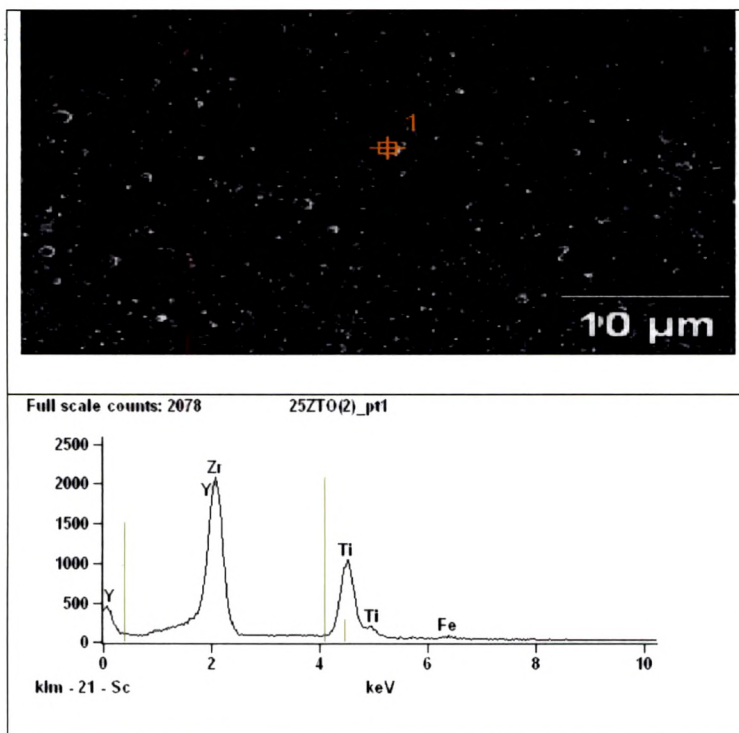 1
10 µm
Full scale counts: 2078 25ZTO(2)_pt1
2500
2000
1500
1000
500
0
Zr
Y
Y
Ti
Ti
Fe
0 2 4 6 8 10
klm - 21 - Sc keV